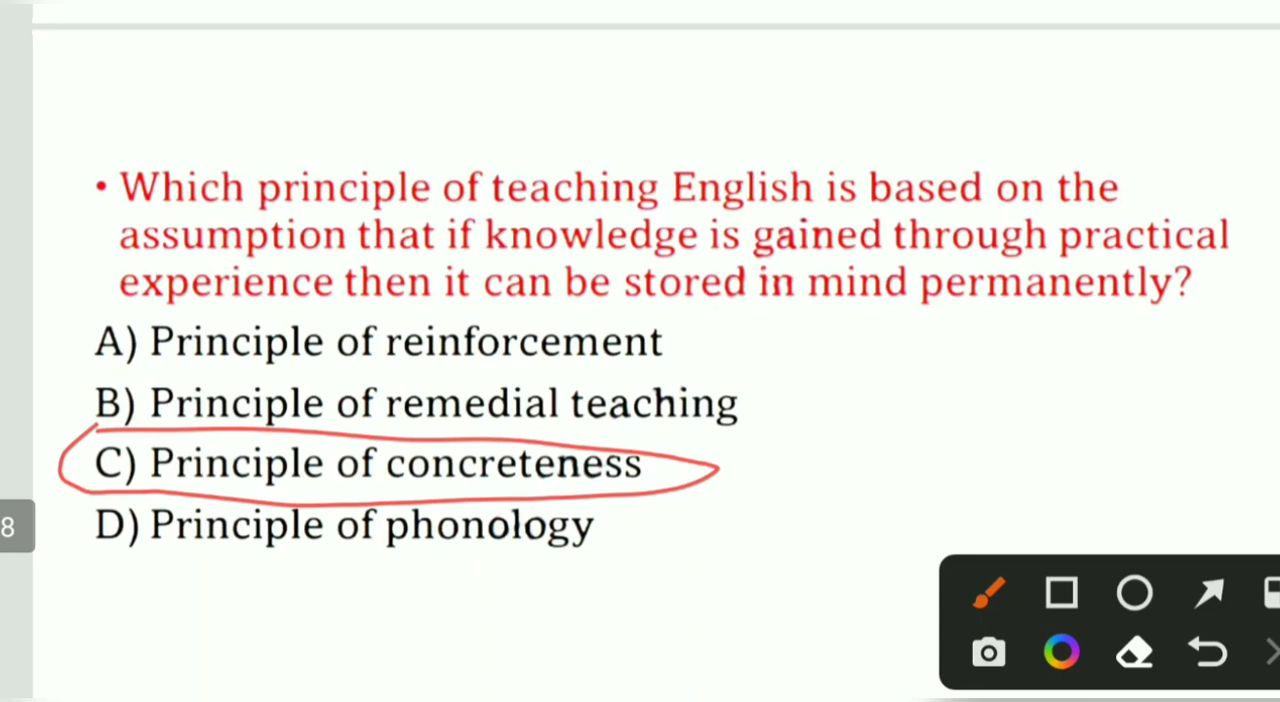 • Which principle of teaching English is based on the
assumption that if knowledge is gained through practical
experience then it can be stored in mind permanently?
A) Principle of reinforcement
B) Principle of remedial teaching
C) Principle of concreteness
D) Principle of phonology
8